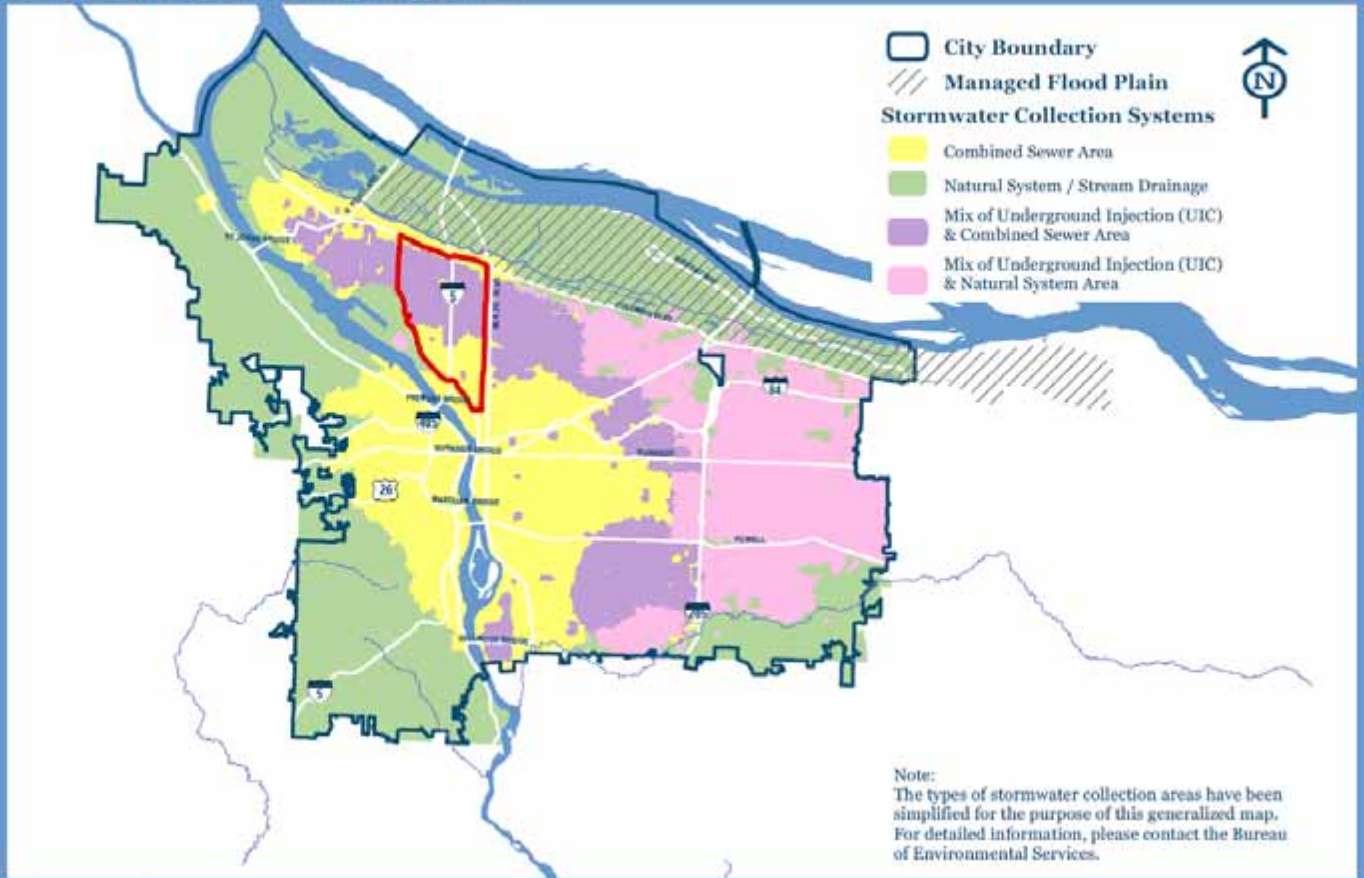 City Boundary
Managed Flood Plain
N
Stormwater Collection Systems
Combined Sewer Area
Natural System / Stream Drainage
Mix of Underground Injection (UIC)
& Combined Sewer Area
Mix of Underground Injection (UIC)
& Natural System Area
5
84
405
26
POWELL
205
5
Note:
The types of stormwater collection areas have been
simplified for the purpose of this generalized map.
For detailed information, please contact the Bureau
of Environmental Services.